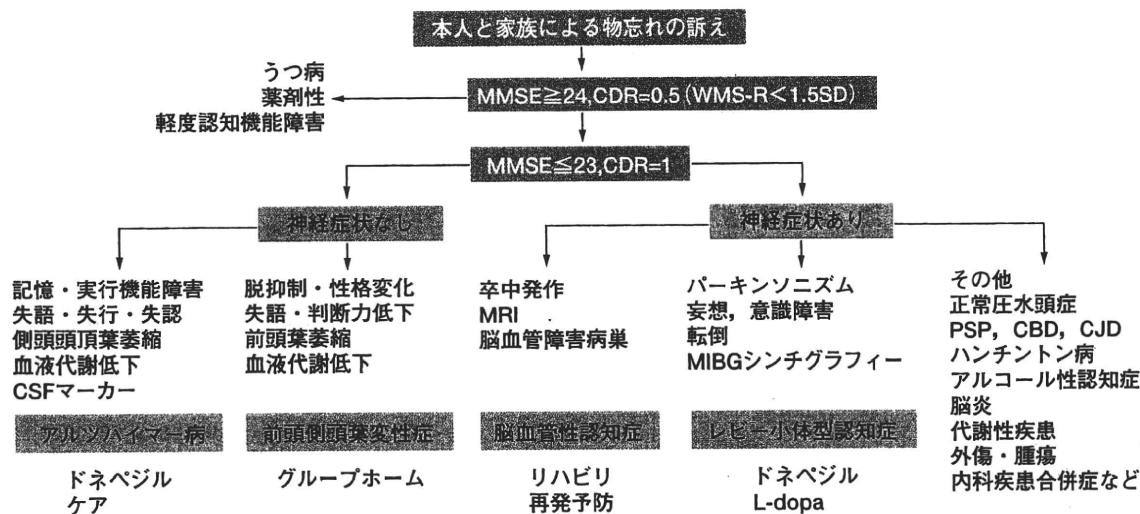 本人と家族による物忘れの訴え
うつ病
薬剤性
軽度認知機能障害
MMSE≧24,CDR=0.5(WMS-R<1.5SD)
MMSE≦23,CDR=1
神経症状なし
神経症状あり
記憶・実行機能障害
失語・失行・失認
側頭頭頂葉萎縮
血液代謝低下
CSFマーカー
アルツハイマー病
ドネペジル
ケア
脱抑制・性格変化
失語・判断力低下
前頭葉萎縮
血液代謝低下
前頭側頭葉変性症
グループホーム
卒中発作
MRI
脳血管障害病巣
脳血管性認知症
リハビリ
再発予防
パーキンソニズム
妄想，意識障害
転倒
MIBGシンチグラフィー
レビー小体型認知症
ドネペジル
L-dopa
その他
正常圧水頭症
PSP，CBD，CJD
ハンチントン病
アルコール性認知症
脳炎
代謝性疾患
外傷・腫瘍
内科疾患合併症など